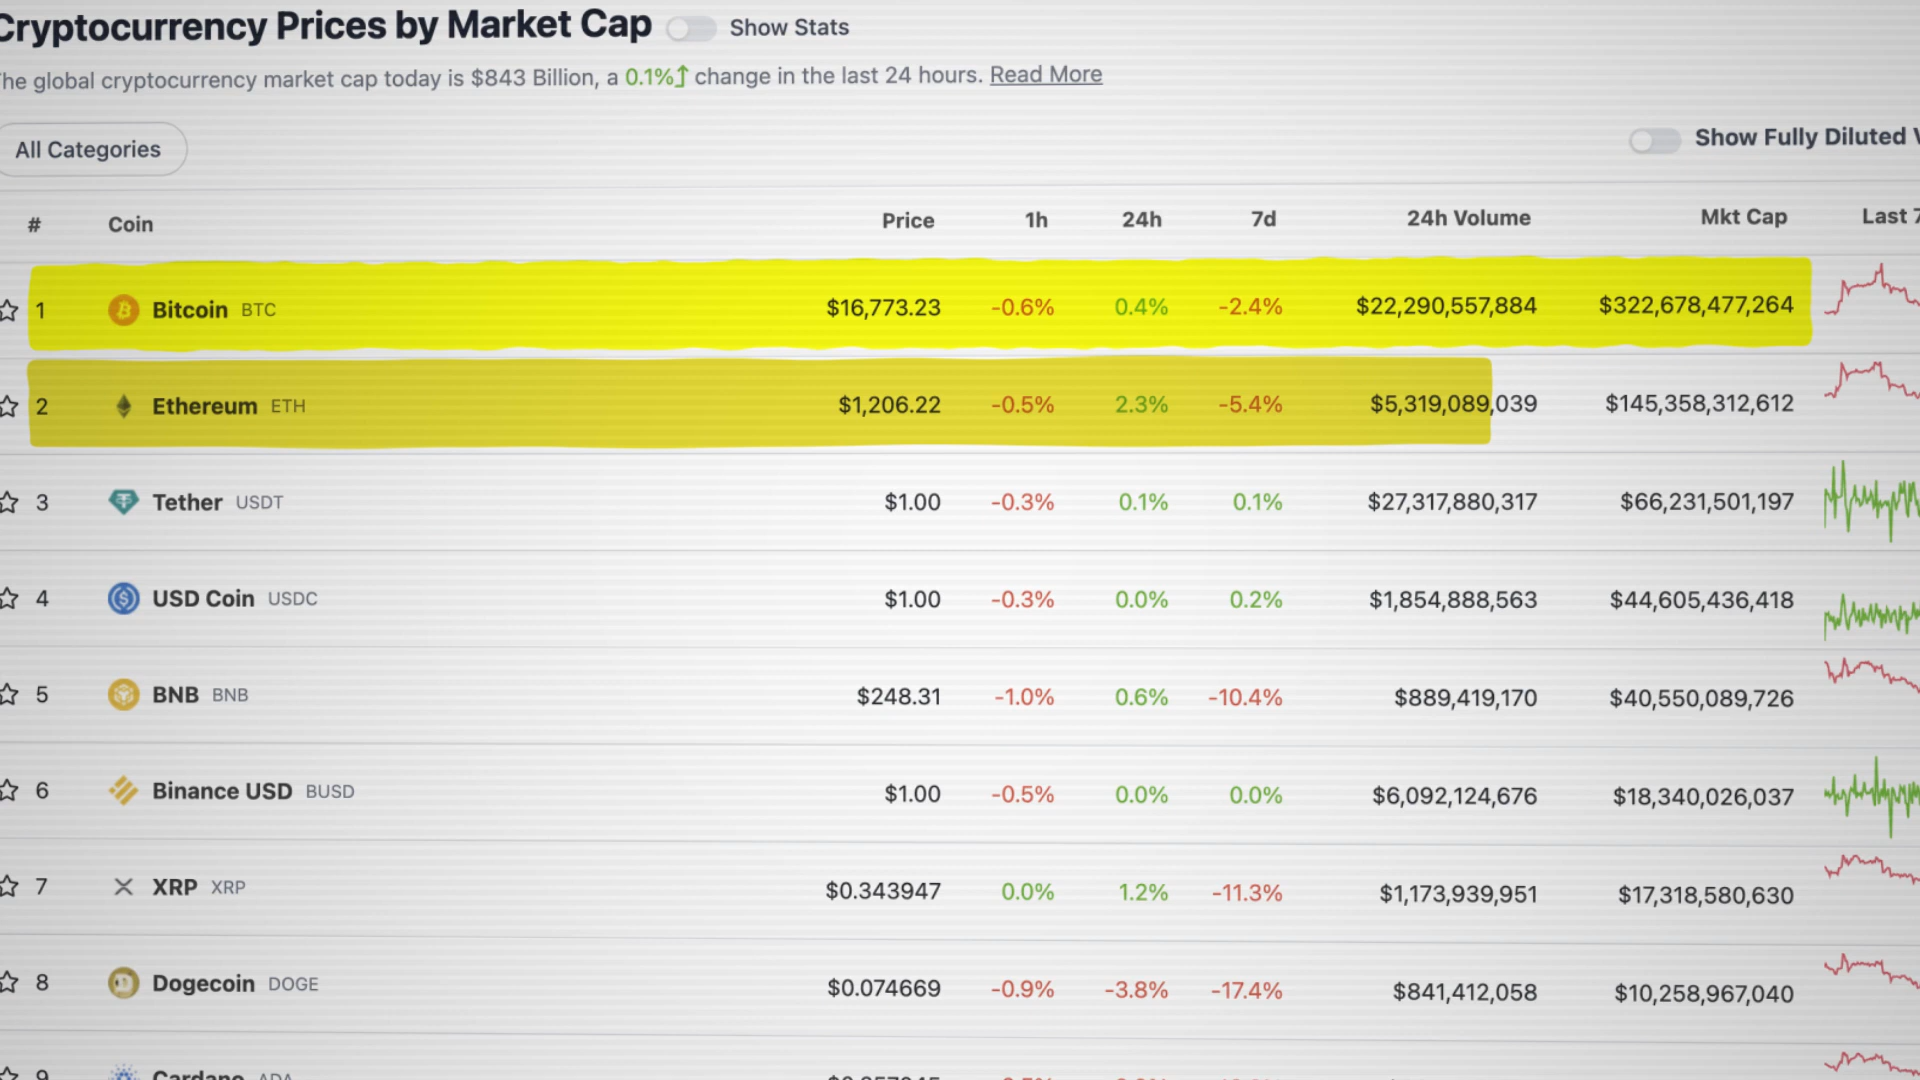 Cryptocurrency Prices by Market Cap Show Stats
The global cryptocurrency market cap today is $843 Billion, a 0.1% change in the last 24 hours. Read More
All Categories Show Fully Diluted V
# Coin Price 1h 24h 7d 24h Volume Mkt Cap Last 7
1 Bitcoin BTC $16,773.23 -0.6% 0.4% -2.4% $22,290,557,884 $322,678,477,264
2 Ethereum ETH $1,206.22 -0.5% 2.3% -5.4% $5,319,089,039 $145,358,312,612
3 Tether USDT $1.00 -0.3% 0.1% 0.1% $27,317,880,317 $66,231,501,197
4 USD Coin USDC $1.00 -0.3% 0.0% 0.2% $1,854,888,563 $44,605,436,418
5 BNB BNB $248.31 -1.0% 0.6% -10.4% $889,419,170 $40,550,089,726
6 Binance USD BUSD $1.00 -0.5% 0.0% 0.0% $6,092,124,676 $18,340,026,037
7 XRP XRP $0.343947 0.0% 1.2% -11.3% $1,173,939,951 $17,318,580,630
8 Dogecoin DOGE $0.074669 -0.9% -3.8% -17.4% $841,412,058 $10,258,967,040
9 Cardano ADA